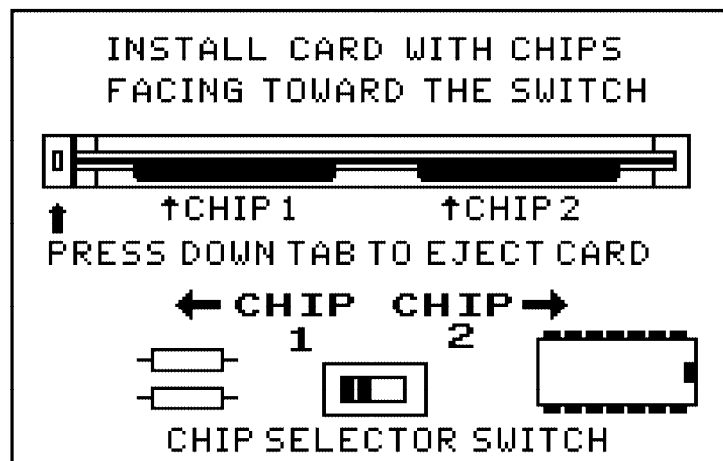 INSTALL CARD WITH CHIPS
FACING TOWARD THE SWITCH
↑CHIP 1 ↑CHIP 2
PRESS DOWN TAB TO EJECT CARD
←CHIP 1 CHIP→ 2
CHIP SELECTOR SWITCH